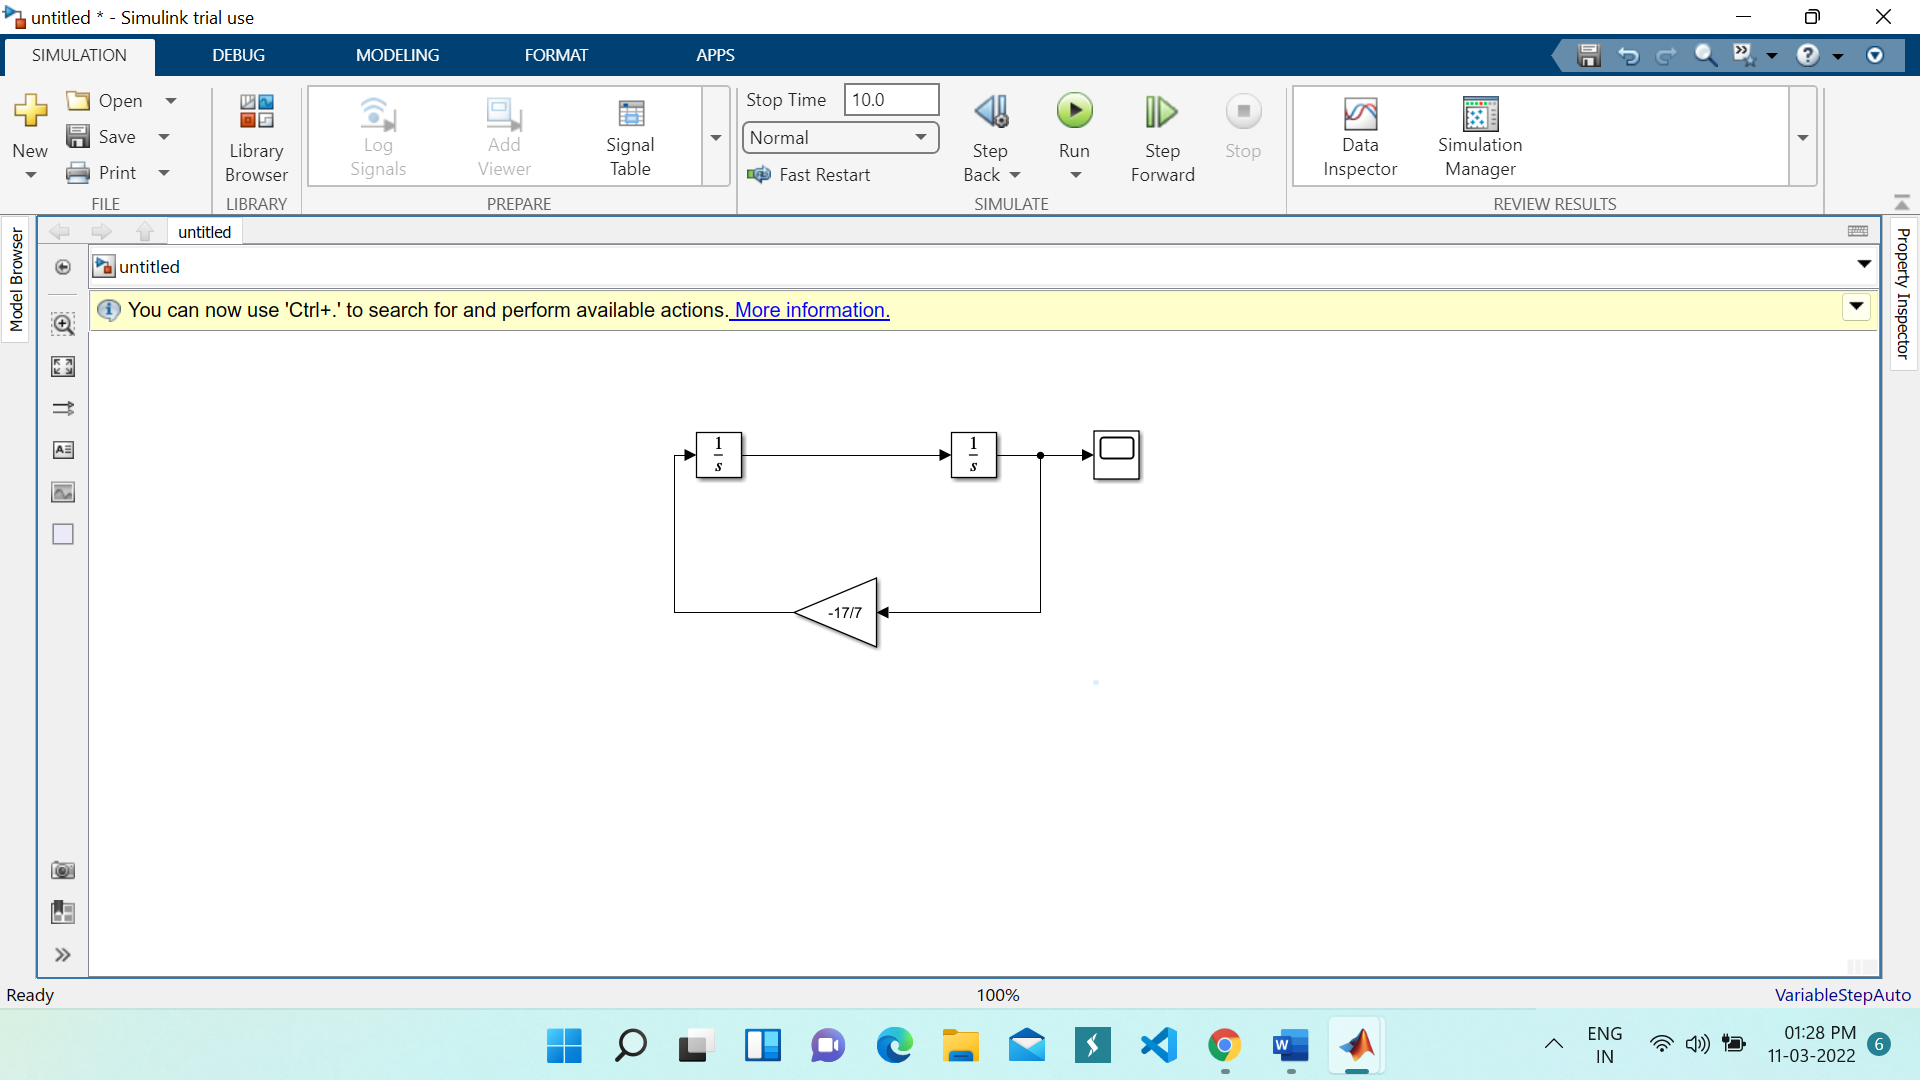 untitled * - Simulink trial use
SIMULATION DEBUG MODELING FORMAT APPS
New
Open
Save
Print
FILE
Library
Browser
LIBRARY
Log
Signals
Add
Viewer
Signal
Table
PREPARE
Stop Time 10.0
Normal
Fast Restart
Step
Back
Run
Step
Forward
Stop
SIMULATE
Data
Inspector
Simulation
Manager
REVIEW RESULTS
Model Browser
untitled
untitled
Property Inspector
You can now use 'Ctrl+.' to search for and perform available actions. More information.
1
s
1
s
-17/7
Ready 100% VariableStepAuto
ENG
IN
01:28 PM
11-03-2022
6